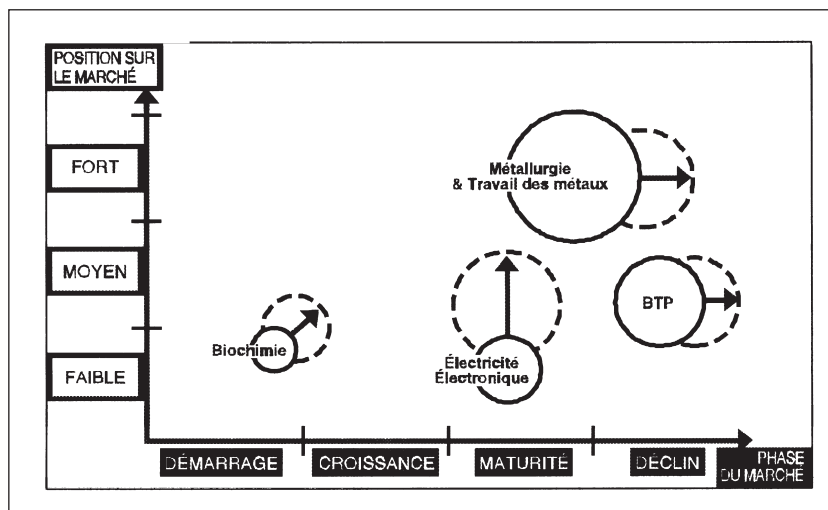 POSITION SUR
LE MARCHÉ
FORT
Métallurgie
& Travail des métaux
MOYEN
BTP
Biochimie
Électricité
Électronique
FAIBLE
DÉMARRAGE
CROISSANCE
MATURITÉ
DÉCLIN
PHASE
DU MARCHÉ